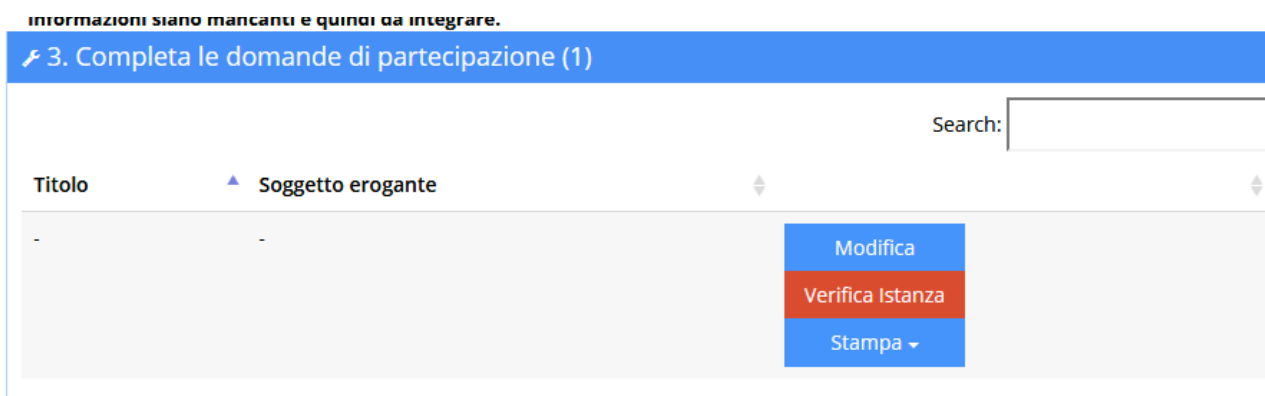 informazioni siano mancanti e quindi da integrare.
3. Completa le domande di partecipazione (1)
Search:
Titolo Soggetto erogante
- -
Modifica
Verifica Istanza
Stampa